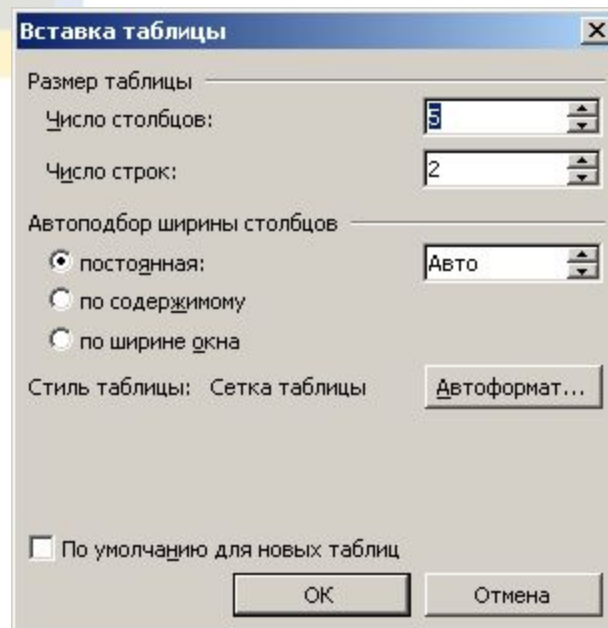 Вставка таблицы
Размер таблицы
Число столбцов: 5
Число строк: 2
Автоподбор ширины столбцов
постоянная: Авто
по содержимому
по ширине окна
Стиль таблицы: Сетка таблицы Автоформат...
По умолчанию для новых таблиц
ОК Отмена